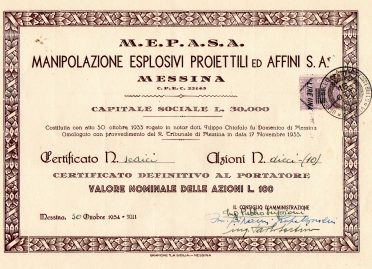 M.E.P.A.S.A.
MANIPOLAZIONE ESPLOSIVI PROIETTILI ED AFFINI S.A.
MESSINA
C.P.E.C. 22163
CAPITALE SOCIALE L. 30.000
Costituita con atto 30 ottobre 1933 rogato in notar dott. Filippo Chiofalo fu Domenico di Messina
Omologato con provvedimento del R. Tribunale di Messina in data 17 Novembre 1933.
Certificato N. sedici Azioni N. dieci (10)
CERTIFICATO DEFINITIVO AL PORTATORE
VALORE NOMINALE DELLE AZIONI L. 100
IL CONSIGLIO D'AMMINISTRAZIONE
Messina, 30 Ottobre 1934 - XIII
MESSINA